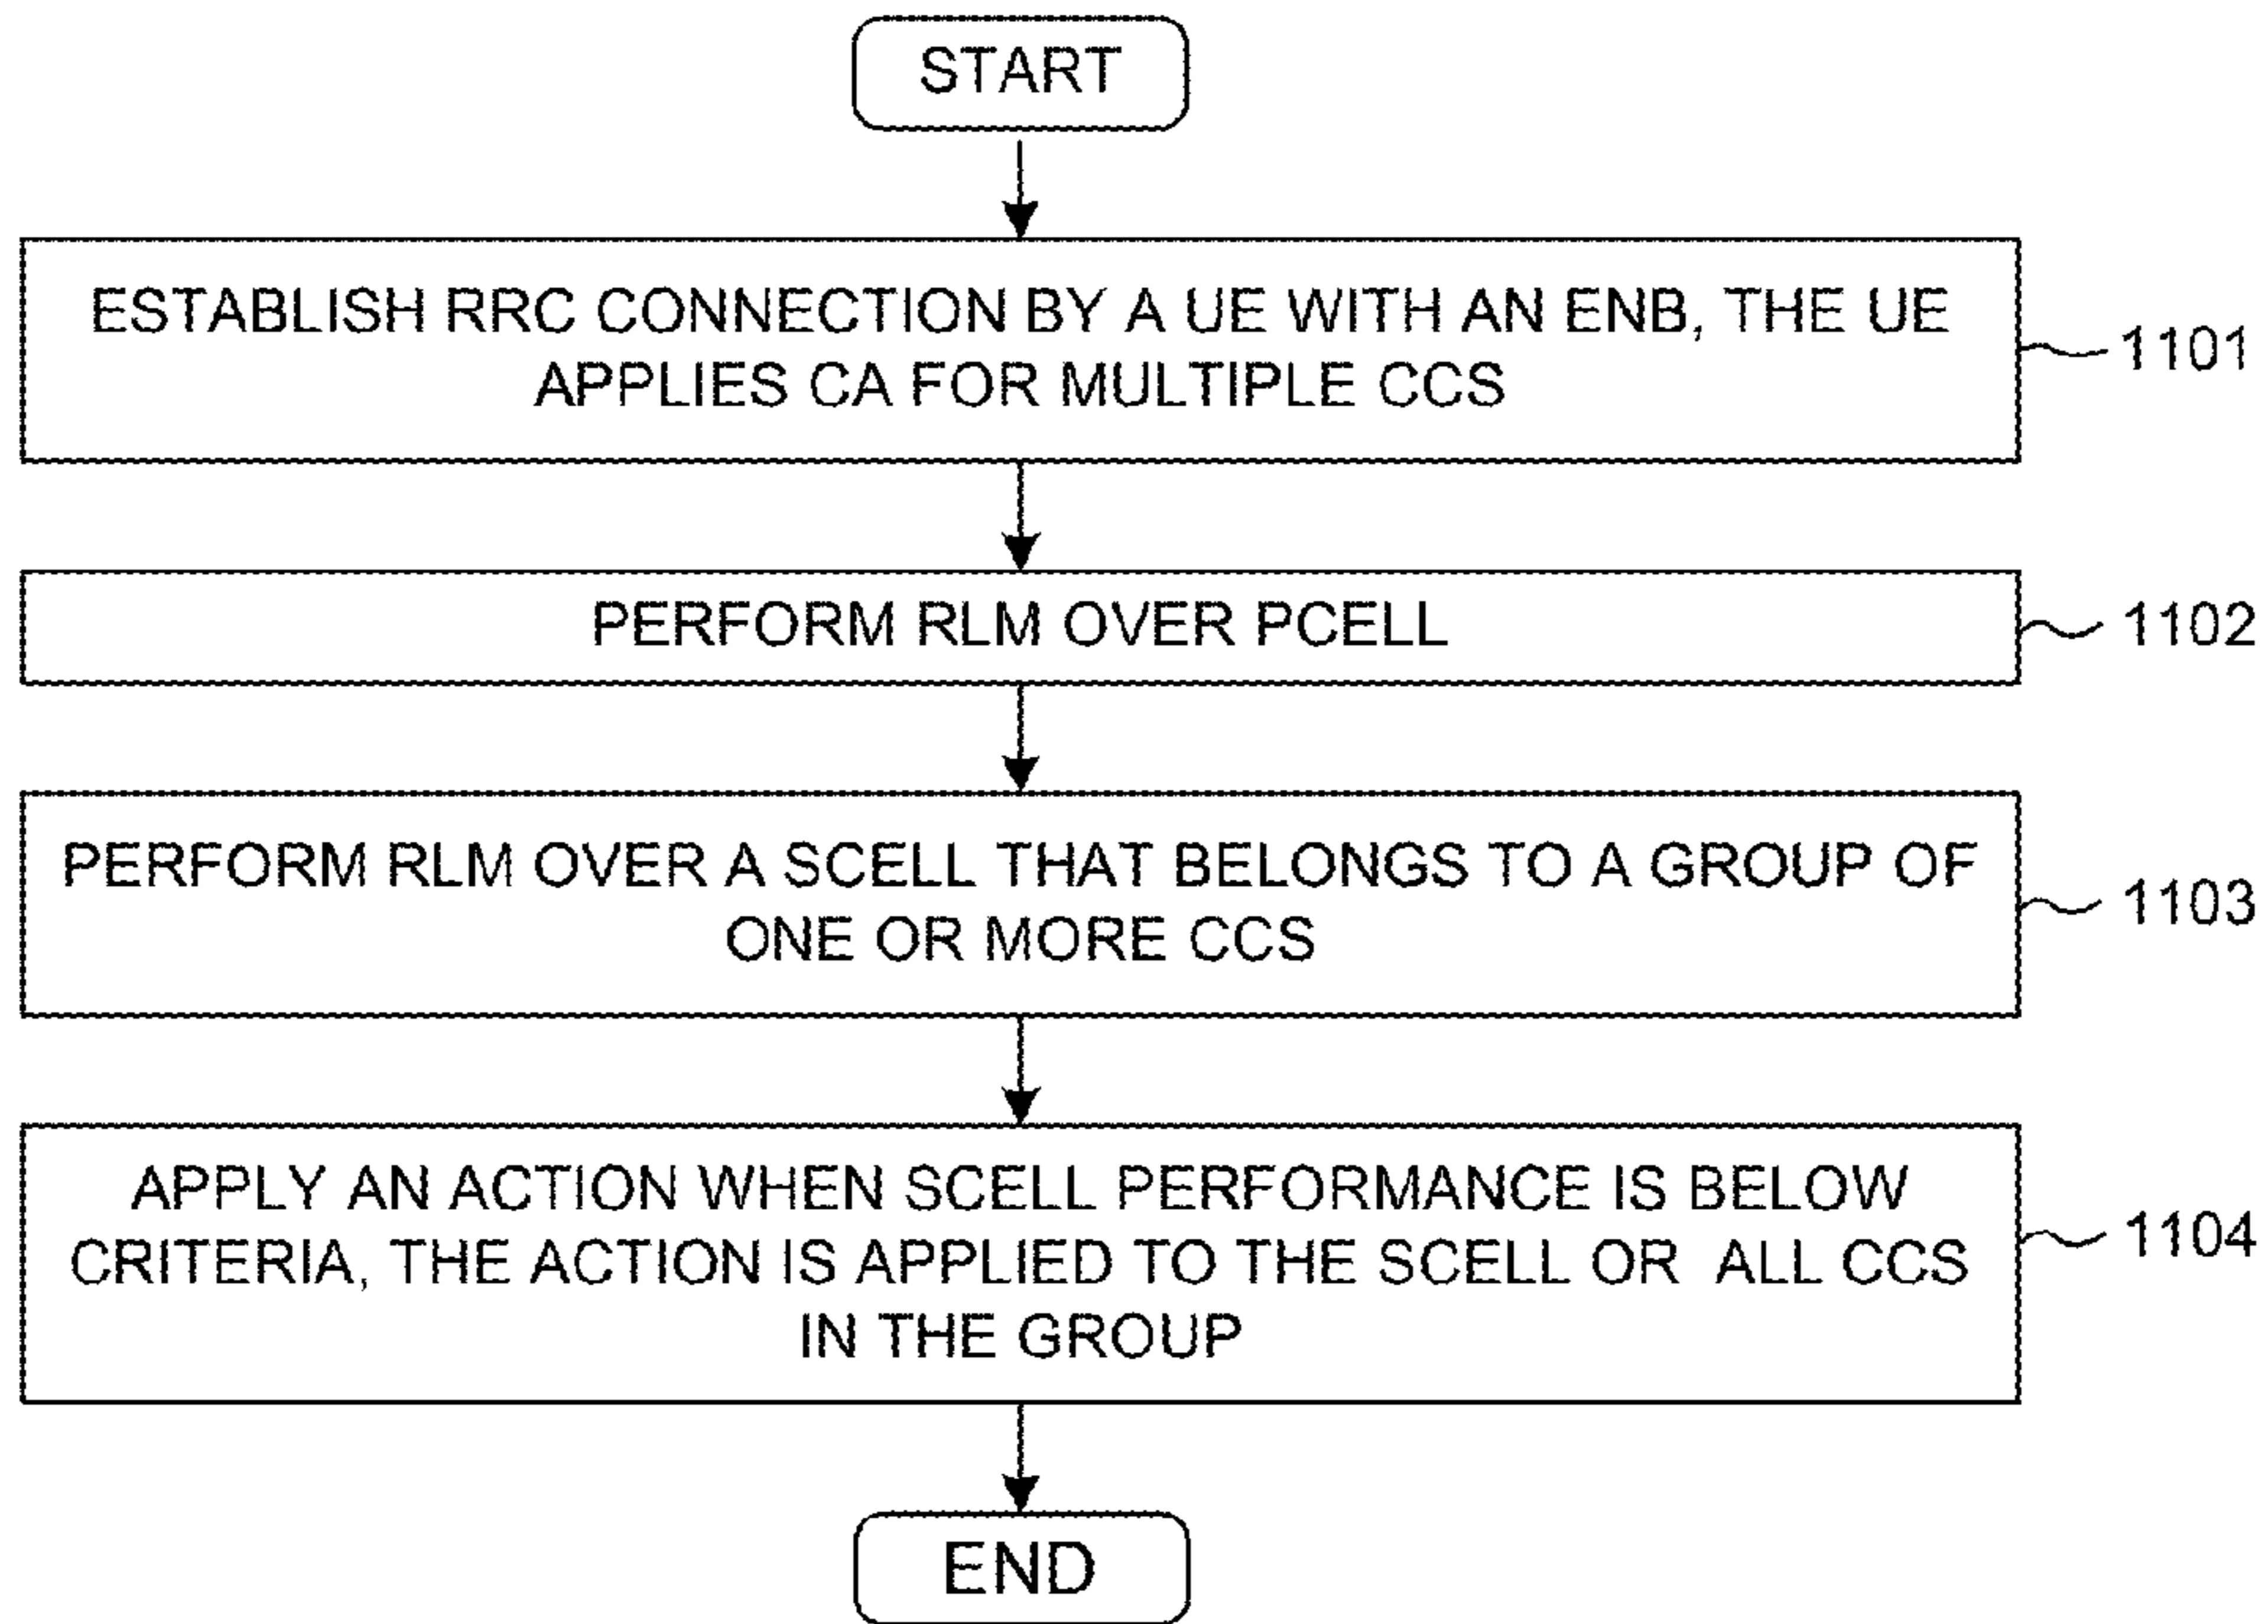 START
ESTABLISH RRC CONNECTION BY A UE WITH AN ENB, THE UE
APPLIES CA FOR MULTIPLE CCS
1101
PERFORM RLM OVER PCELL
1102
PERFORM RLM OVER A SCELL THAT BELONGS TO A GROUP OF
ONE OR MORE CCS
1103
APPLY AN ACTION WHEN SCELL PERFORMANCE IS BELOW
CRITERIA, THE ACTION IS APPLIED TO THE SCELL OR ALL CCS
IN THE GROUP
1104
END